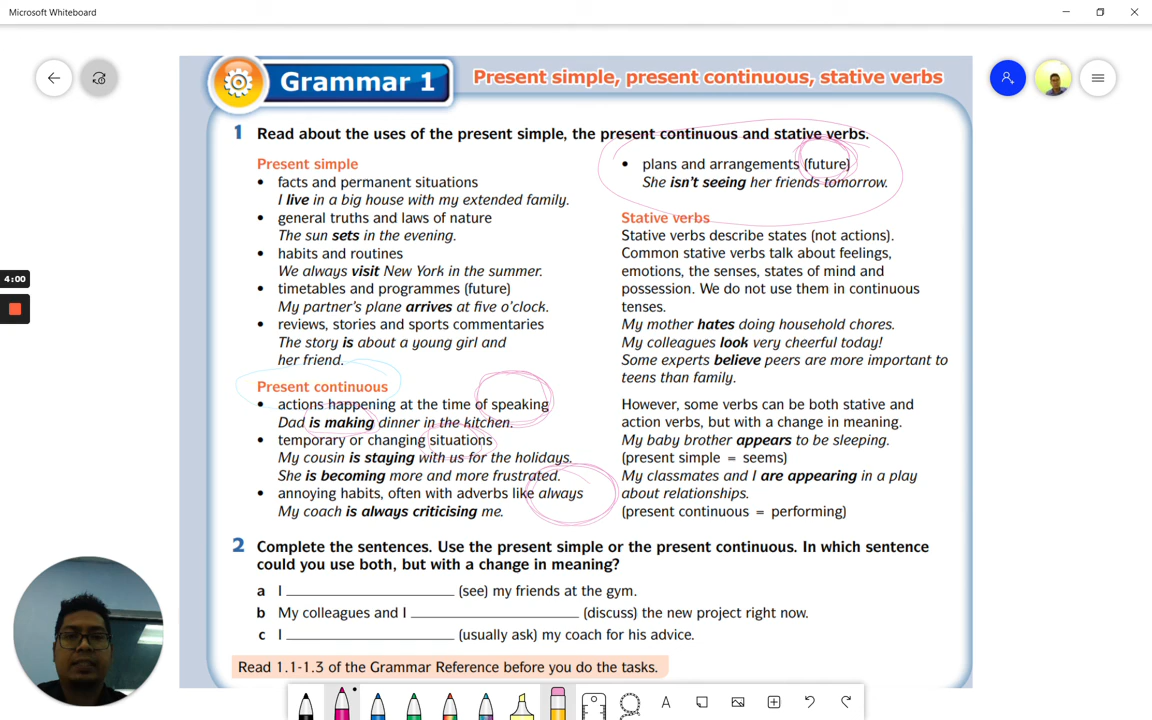 Microsoft Whiteboard
Grammar 1
Present simple, present continuous, stative verbs
1 Read about the uses of the present simple, the present continuous and stative verbs.
Present simple
• facts and permanent situations
I live in a big house with my extended family.
• general truths and laws of nature
The sun sets in the evening.
• habits and routines
We always visit New York in the summer.
• timetables and programmes (future)
My partner's plane arrives at five o'clock.
• reviews, stories and sports commentaries
The story is about a young girl and
her friend.
Present continuous
• actions happening at the time of speaking
Dad is making dinner in the kitchen.
• temporary or changing situations
My cousin is staying with us for the holidays.
She is becoming more and more frustrated.
• annoying habits, often with adverbs like always
My coach is always criticising me.
• plans and arrangements (future)
She isn't seeing her friends tomorrow.
Stative verbs
Stative verbs describe states (not actions).
Common stative verbs talk about feelings,
emotions, the senses, states of mind and
possession. We do not use them in continuous
tenses.
My mother hates doing household chores.
My colleagues look very cheerful today!
Some experts believe peers are more important to
teens than family.
However, some verbs can be both stative and
action verbs, but with a change in meaning.
My baby brother appears to be sleeping.
(present simple = seems)
My classmates and I are appearing in a play
about relationships.
(present continuous = performing)
4:00
2 Complete the sentences. Use the present simple or the present continuous. In which sentence
could you use both, but with a change in meaning?
a I ____________________ (see) my friends at the gym.
b My colleagues and I ____________________ (discuss) the new project right now.
c I ____________________ (usually ask) my coach for his advice.
Read 1.1-1.3 of the Grammar Reference before you do the tasks.
A